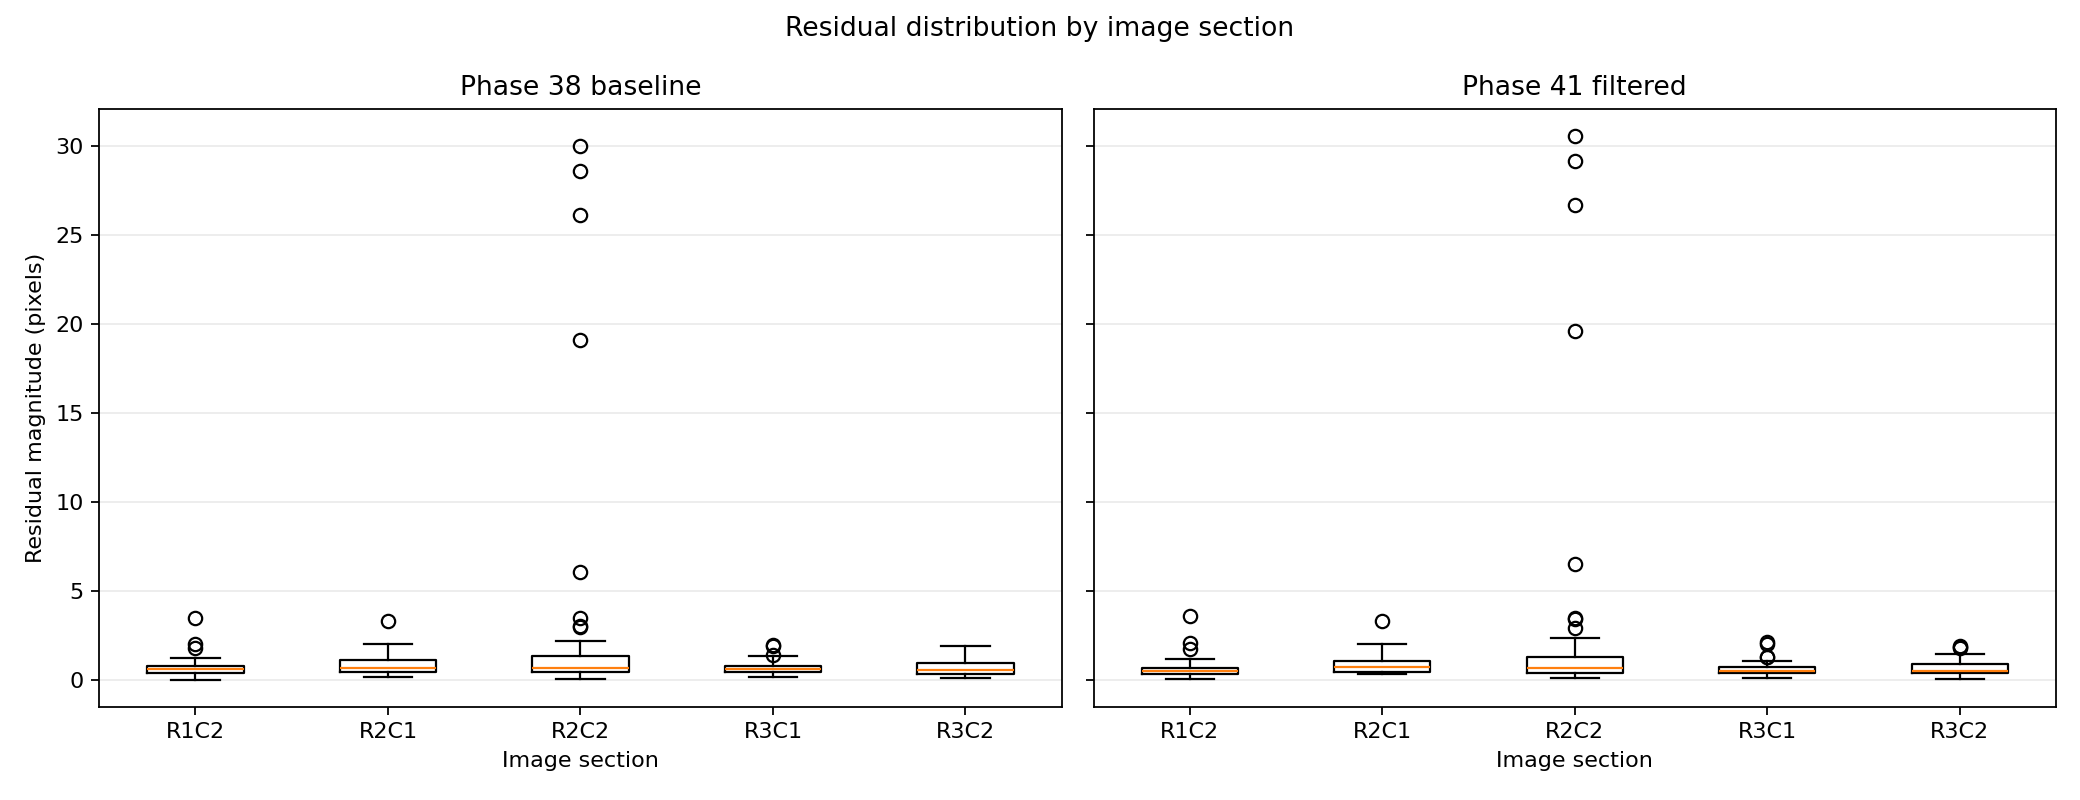 Residual distribution by image section
Phase 38 baseline
Residual magnitude (pixels)
30
25
20
15
10
5
0
R1C2 R2C1 R2C2 R3C1 R3C2
Image section
Phase 41 filtered
R1C2 R2C1 R2C2 R3C1 R3C2
Image section